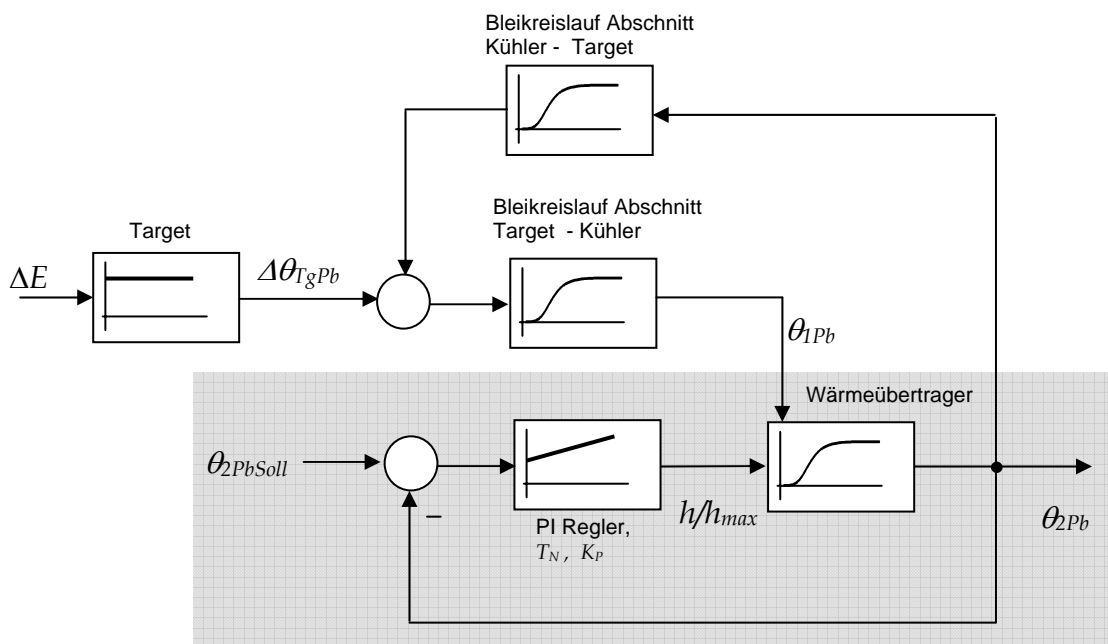 Bleikreislauf Abschnitt
Kühler - Target
Bleikreislauf Abschnitt
Target - Kühler
Target
ΔE
Δθ_TgPb
θ_1Pb
Wärmeübertrager
θ_2PbSoll
–
h/h_max
θ_2Pb
PI Regler,
T_N , K_P